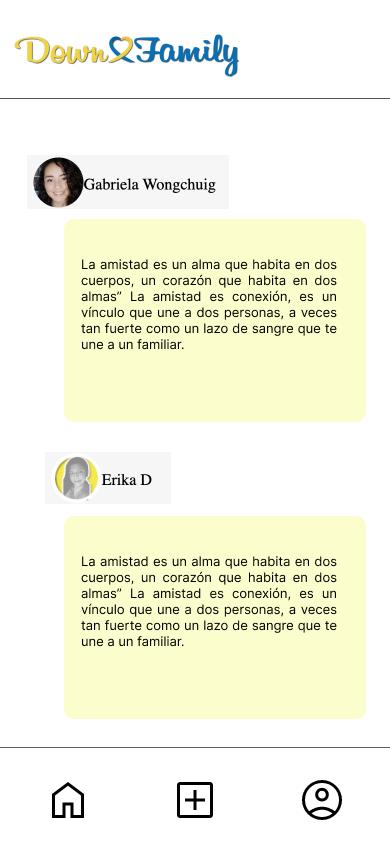 Down Family
Gabriela Wongchuig
La amistad es un alma que habita en dos
cuerpos, un corazón que habita en dos
almas” La amistad es conexión, es un
vínculo que une a dos personas, a veces
tan fuerte como un lazo de sangre que te
une a un familiar.
Erika D
La amistad es un alma que habita en dos
cuerpos, un corazón que habita en dos
almas” La amistad es conexión, es un
vínculo que une a dos personas, a veces
tan fuerte como un lazo de sangre que te
une a un familiar.